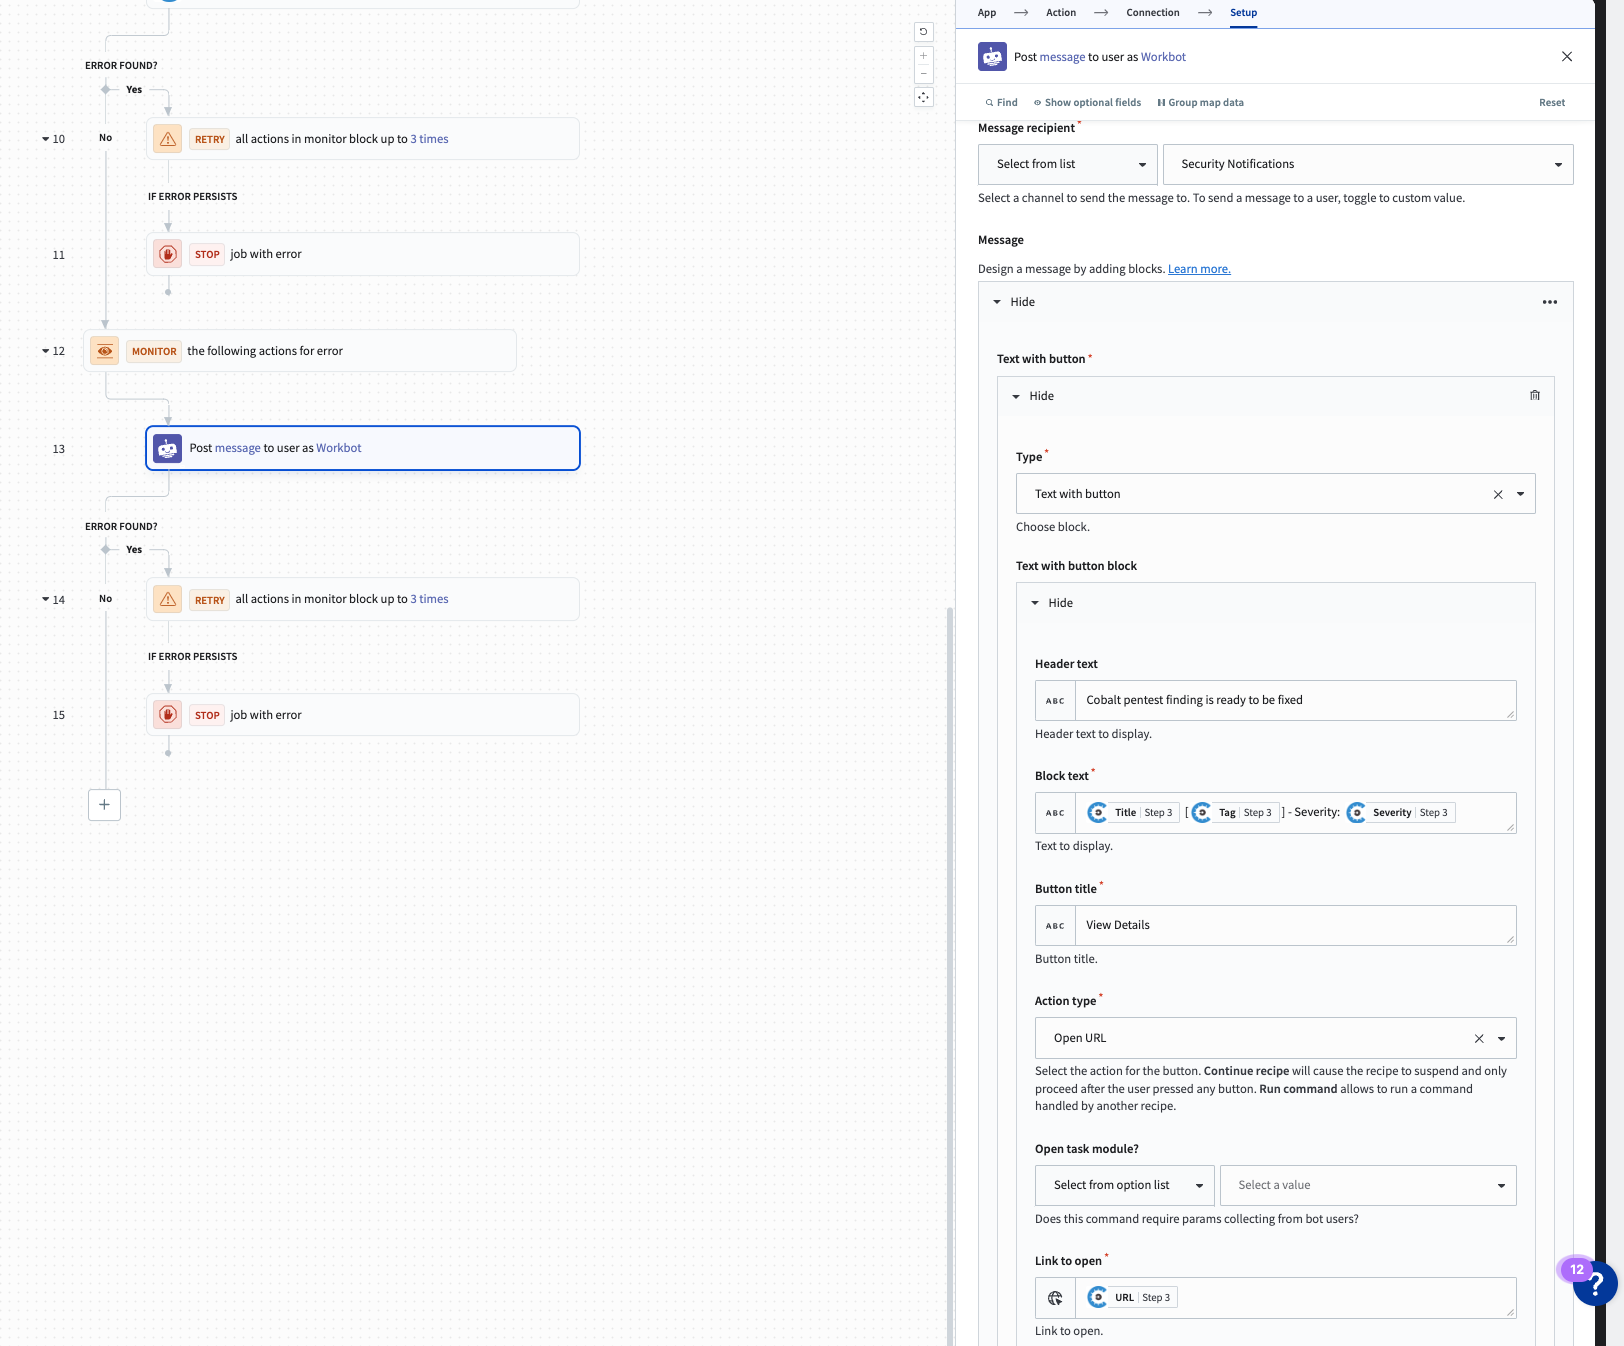 ERROR FOUND?
Yes
10
No
RETRY all actions in monitor block up to 3 times
IF ERROR PERSISTS
11
STOP job with error
12
MONITOR the following actions for error
13
Post message to user as Workbot
ERROR FOUND?
Yes
14
No
RETRY all actions in monitor block up to 3 times
IF ERROR PERSISTS
15
STOP job with error
App
Action
Connection
Setup
Post message to user as Workbot
Find
Show optional fields
Group map data
Reset
Message recipient *
Select from list
Security Notifications
Select a channel to send the message to. To send a message to a user, toggle to custom value.
Message
Design a message by adding blocks. Learn more.
Hide
Text with button *
Hide
Type *
Text with button
Choose block.
Text with button block
Hide
Header text
ABC Cobalt pentest finding is ready to be fixed
Header text to display.
Block text *
ABC Title Step 3 [ Tag Step 3 ] - Severity: Severity Step 3
Text to display.
Button title *
ABC View Details
Button title.
Action type *
Open URL
Select the action for the button. Continue recipe will cause the recipe to suspend and only
proceed after the user pressed any button. Run command allows to run a command
handled by another recipe.
Open task module?
Select from option list
Select a value
Does this command require params collecting from bot users?
Link to open *
URL Step 3
Link to open.
12
?